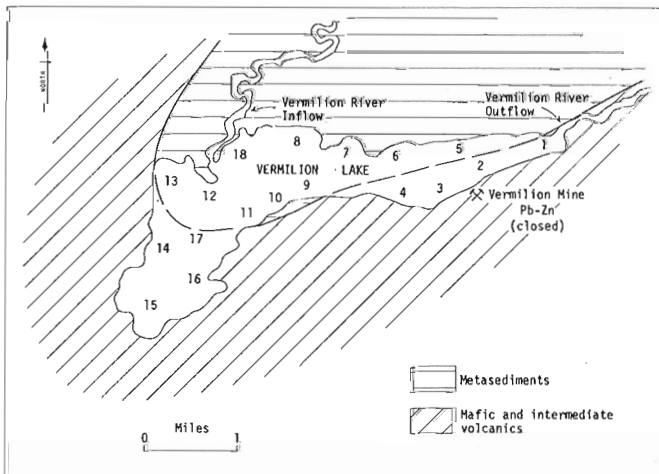 NORTH
Vermilion River
Inflow
Vermilion River
Outflow
18
8
7
6
5
1
VERMILION LAKE
2
13
12
9
10
4
3
Vermilion Mine
Pb-Zn
(closed)
11
17
14
16
15
Metasediments
Mafic and intermediate
volcanics
Miles
0 1